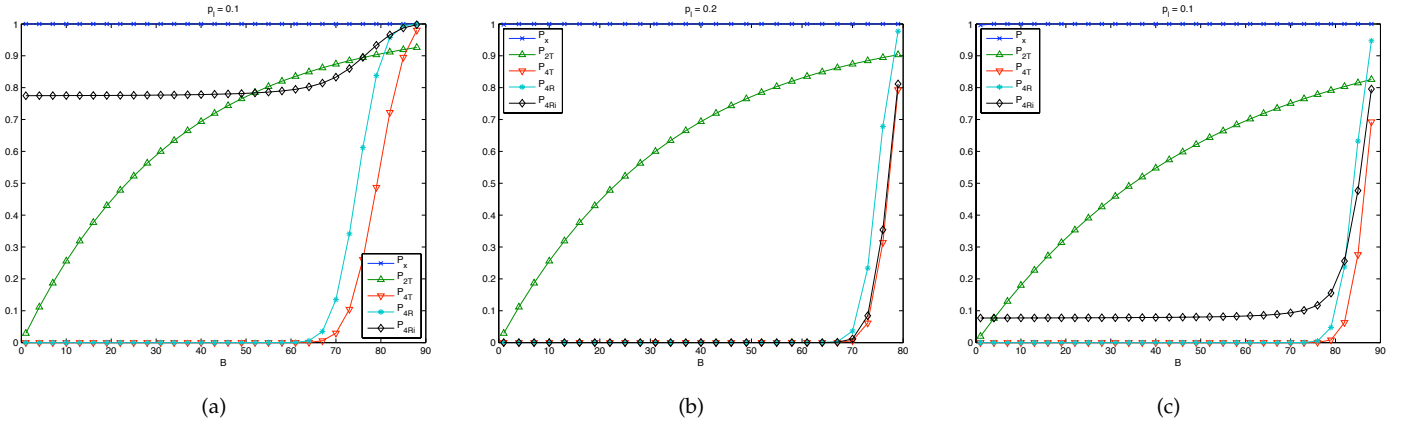 p_l = 0.1
1
0.9
0.8
0.7
0.6
0.5
0.4
0.3
0.2
0.1
0
P_x
P_2T
P_4T
P_4R
P_4Ri
0 10 20 30 40 50 60 70 80 90
B
(a)
p_l = 0.2
1
0.9
0.8
0.7
0.6
0.5
0.4
0.3
0.2
0.1
0
P_x
P_2T
P_4T
P_4R
P_4Ri
0 10 20 30 40 50 60 70 80
B
(b)
p_l = 0.1
1
0.9
0.8
0.7
0.6
0.5
0.4
0.3
0.2
0.1
0
P_x
P_2T
P_4T
P_4R
P_4Ri
0 10 20 30 40 50 60 70 80 90
B
(c)